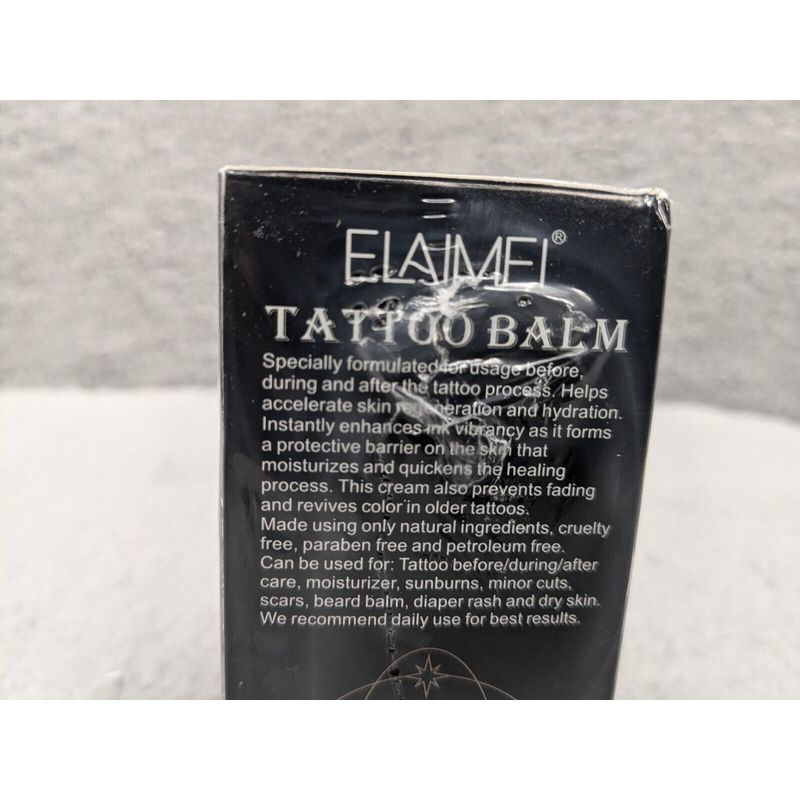 ELAIMEI®
TATTOO BALM
Specially formulated for usage before,
during and after the tattoo process. Helps
accelerate skin regeneration and hydration.
Instantly enhances ink vibrancy as it forms
a protective barrier on the skin that
moisturizes and quickens the healing
process. This cream also prevents fading
and revives color in older tattoos.
Made using only natural ingredients, cruelty
free, paraben free and petroleum free.
Can be used for: Tattoo before/during/after
care, moisturizer, sunburns, minor cuts,
scars, beard balm, diaper rash and dry skin.
We recommend daily use for best results.